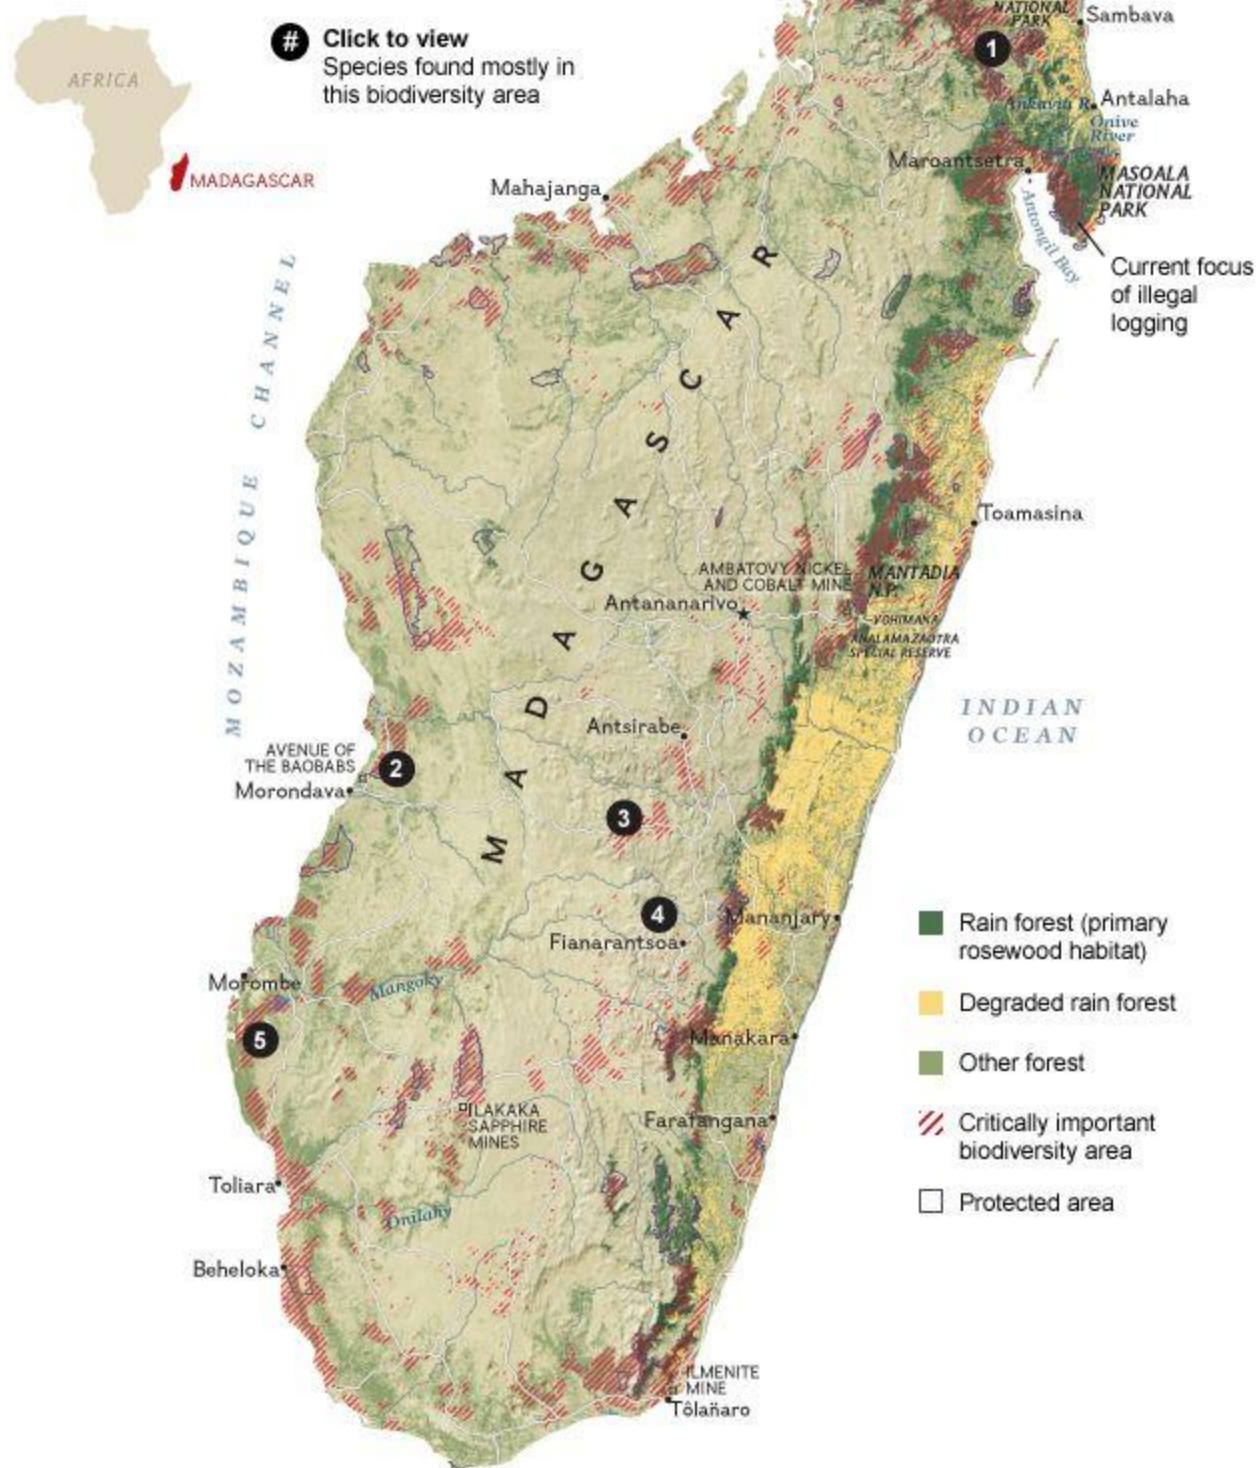 NATIONAL
PARK
Sambava
#
Click to view
Species found mostly in
this biodiversity area
1
AFRICA
MADAGASCAR
Antalaha
Onive
River
Maroantsetra
Mahajanga
MASOALA
NATIONAL
PARK
Antongil Bay
Current focus
of illegal
logging
MOZAMBIQUE CHANNEL
MADAGASCAR
Toamasina
AMBATOVY NICKEL
AND COBALT MINE
MANTADIA
N.P.
Antananarivo
VOHIMANA
ANALAMAZAOTRA
SPECIAL RESERVE
INDIAN
OCEAN
Antsirabe
AVENUE OF
THE BAOBABS
2
Morondava
3
4
Mananjary
Fianarantsoa
Rain forest (primary
rosewood habitat)
Morombe
Mangoky
Degraded rain forest
5
Manakara
Other forest
ILAKAKA
SAPPHIRE
MINES
Farafangana
Critically important
biodiversity area
Toliara
Protected area
Onilahy
Beheloka
ILMENITE
MINE
Tôlañaro